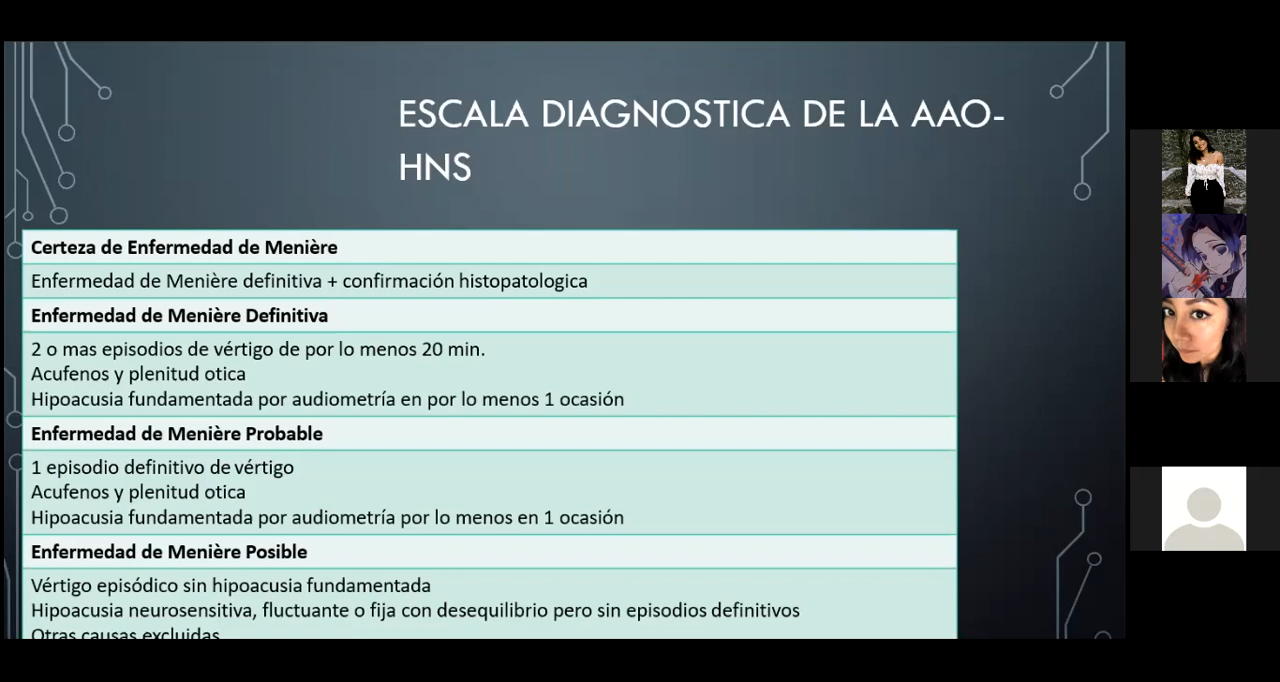 ESCALA DIAGNOSTICA DE LA AAO-
HNS
Certeza de Enfermedad de Menière
Enfermedad de Menière definitiva + confirmación histopatologica
Enfermedad de Menière Definitiva
2 o mas episodios de vértigo de por lo menos 20 min.
Acufenos y plenitud otica
Hipoacusia fundamentada por audiometría en por lo menos 1 ocasión
Enfermedad de Menière Probable
1 episodio definitivo de vértigo
Acufenos y plenitud otica
Hipoacusia fundamentada por audiometría por lo menos en 1 ocasión
Enfermedad de Menière Posible
Vértigo episódico sin hipoacusia fundamentada
Hipoacusia neurosensitiva, fluctuante o fija con desequilibrio pero sin episodios definitivos
Otras causas excluidas